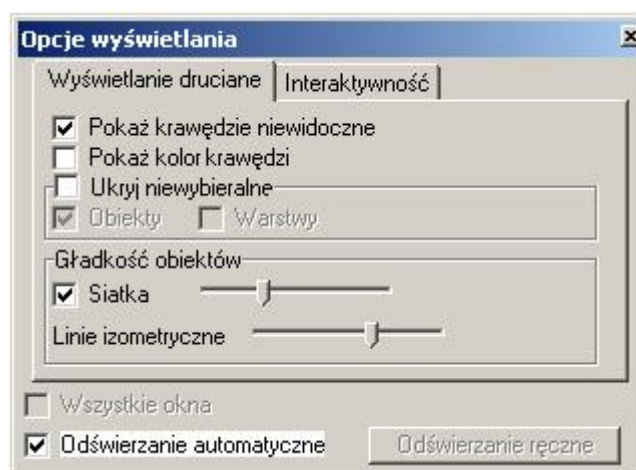 Opcje wyświetlania
Wyświetlanie druciane Interaktywność
Pokaż krawędzie niewidoczne
Pokaż kolor krawędzi
Ukryj niewybieralne
Obiekty Warstwy
Gładkość obiektów
Siatka
Linie izometryczne
Wszystkie okna
Odświerzanie automatyczne Odświerzanie ręczne